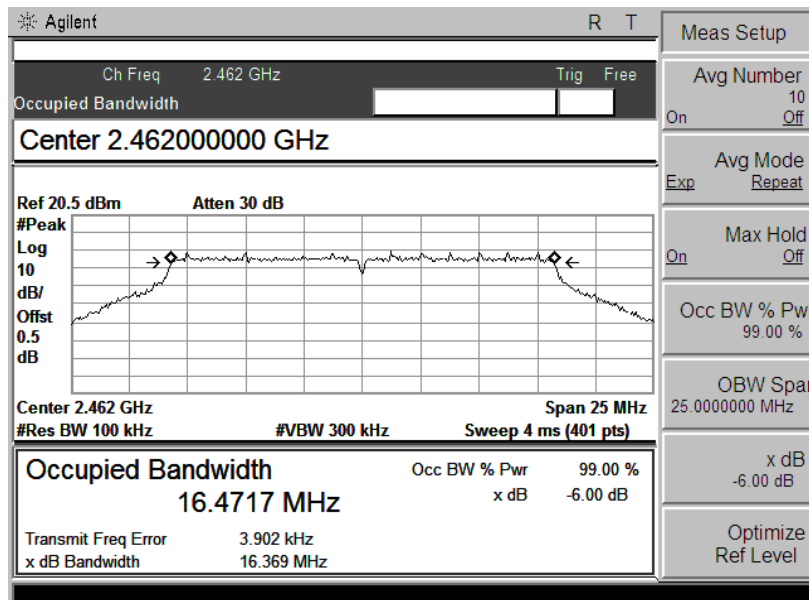 Agilent R T
Ch Freq 2.462 GHz Trig Free
Occupied Bandwidth
Center 2.462000000 GHz
Ref 20.5 dBm Atten 30 dB
#Peak
Log
10
dB/
Offst
0.5
dB
Center 2.462 GHz Span 25 MHz
#Res BW 100 kHz #VBW 300 kHz Sweep 4 ms (401 pts)
Occupied Bandwidth Occ BW % Pwr 99.00 %
16.4717 MHz x dB -6.00 dB
Transmit Freq Error 3.902 kHz
x dB Bandwidth 16.369 MHz
Meas Setup
Avg Number
10
On Off
Avg Mode
Exp Repeat
Max Hold
On Off
Occ BW % Pwr
99.00 %
OBW Span
25.0000000 MHz
x dB
-6.00 dB
Optimize
Ref Level